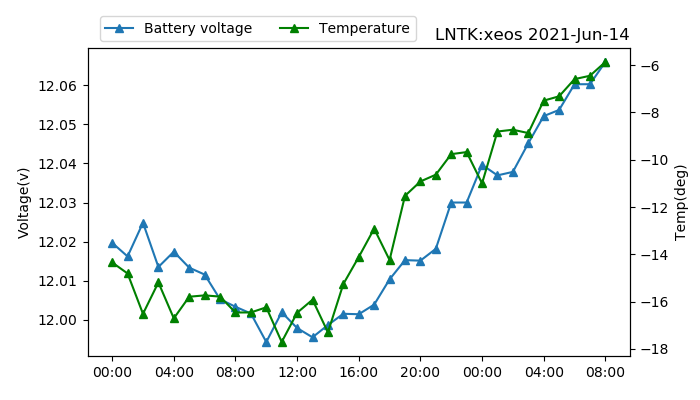 Battery voltage Temperature
LNTK:xeos 2021-Jun-14
Voltage(v)
12.06
12.05
12.04
12.03
12.02
12.01
12.00
−6
−8
−10
−12
−14
−16
−18
Temp(deg)
00:00 04:00 08:00 12:00 16:00 20:00 00:00 04:00 08:00